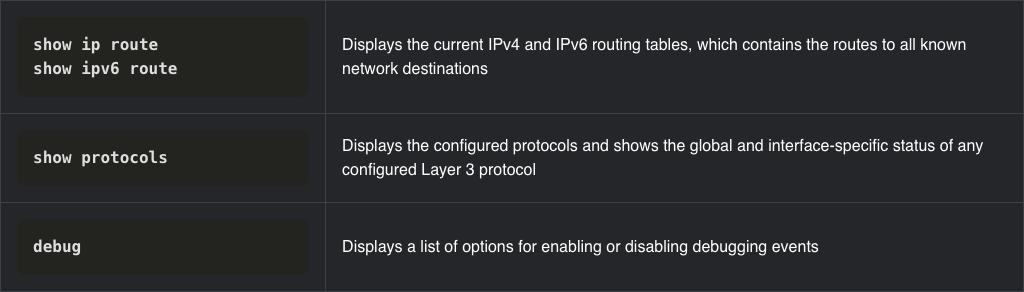 show ip route
show ipv6 route
Displays the current IPv4 and IPv6 routing tables, which contains the routes to all known
network destinations
show protocols
Displays the configured protocols and shows the global and interface-specific status of any
configured Layer 3 protocol
debug
Displays a list of options for enabling or disabling debugging events